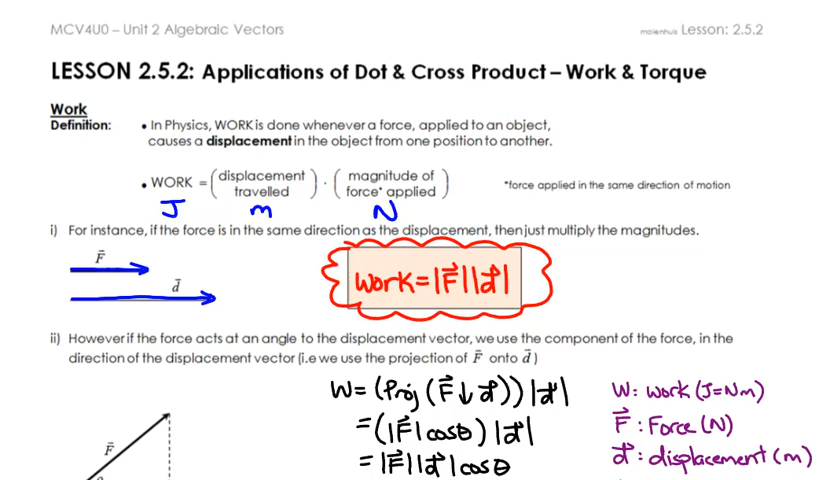 MCV4U0 – Unit 2 Algebraic Vectors
molenhuis Lesson: 2.5.2
LESSON 2.5.2: Applications of Dot & Cross Product – Work & Torque
Work
Definition: • In Physics, WORK is done whenever a force, applied to an object,
causes a displacement in the object from one position to another.
• WORK = (displacement travelled) · (magnitude of force* applied) *force applied in the same direction of motion
J m N
i) For instance, if the force is in the same direction as the displacement, then just multiply the magnitudes.
F⃗
d⃗
Work = |F⃗||d⃗|
ii) However if the force acts at an angle to the displacement vector, we use the component of the force, in the
direction of the displacement vector (i.e we use the projection of F⃗ onto d⃗)
W = (Proj (F⃗ ↓ d⃗)) |d⃗|
= (|F⃗| cosθ) |d⃗|
= |F⃗||d⃗| cosθ
W: Work (J=Nm)
F⃗: Force (N)
d⃗: displacement (m)
F⃗